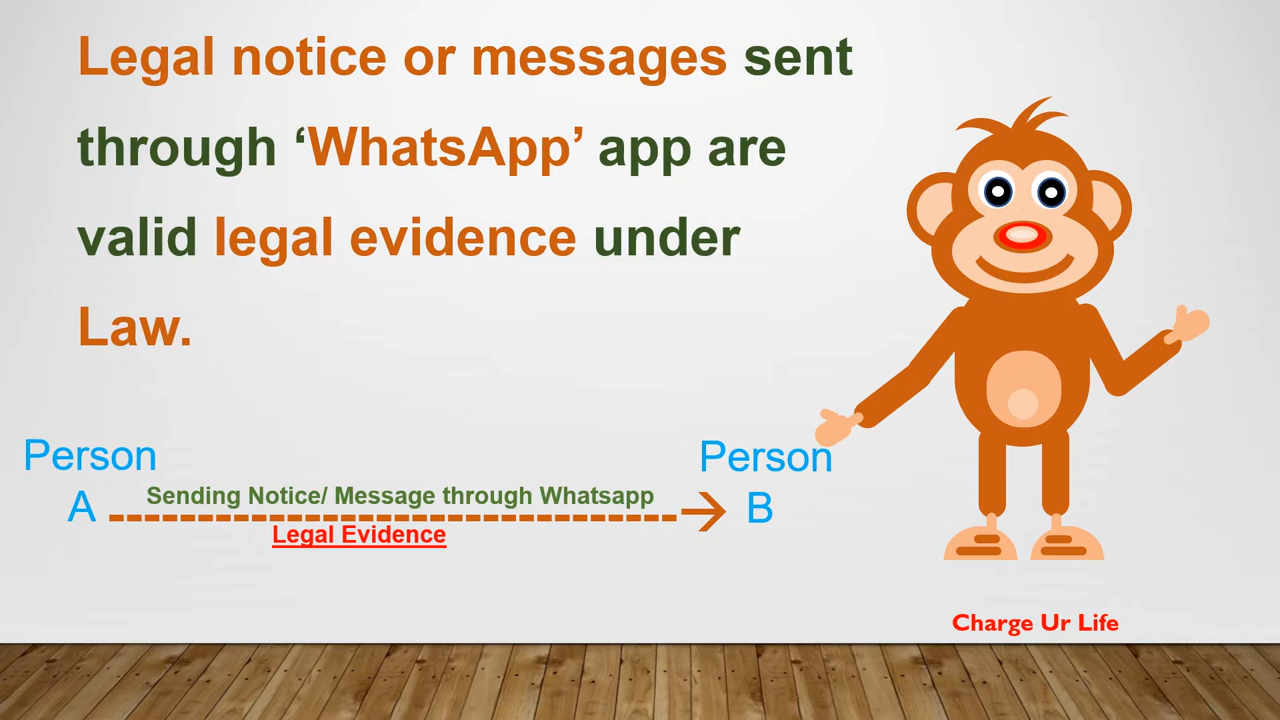 Legal notice or messages sent
through ‘WhatsApp’ app are
valid legal evidence under
Law.
Person
A
Sending Notice/ Message through Whatsapp
Legal Evidence
Person
B
Charge Ur Life